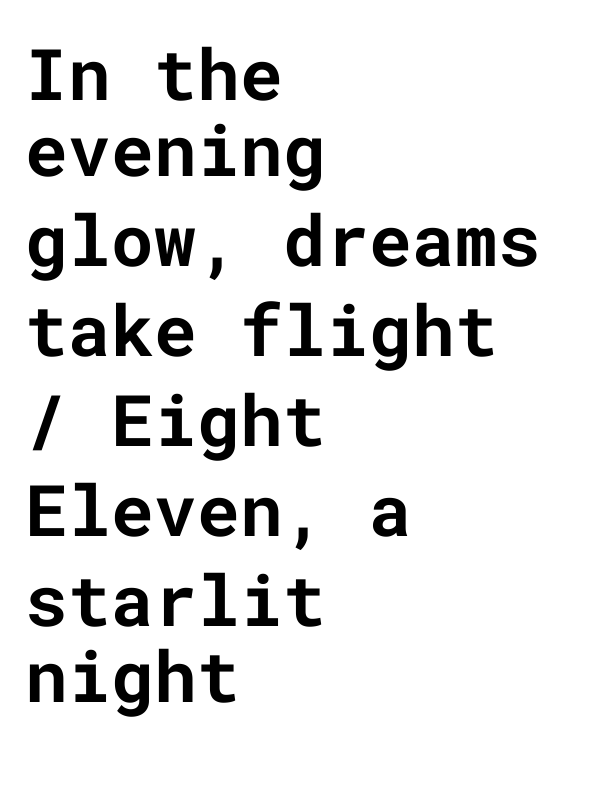 In the
evening
glow, dreams
take flight
/ Eight
Eleven, a
starlit
night